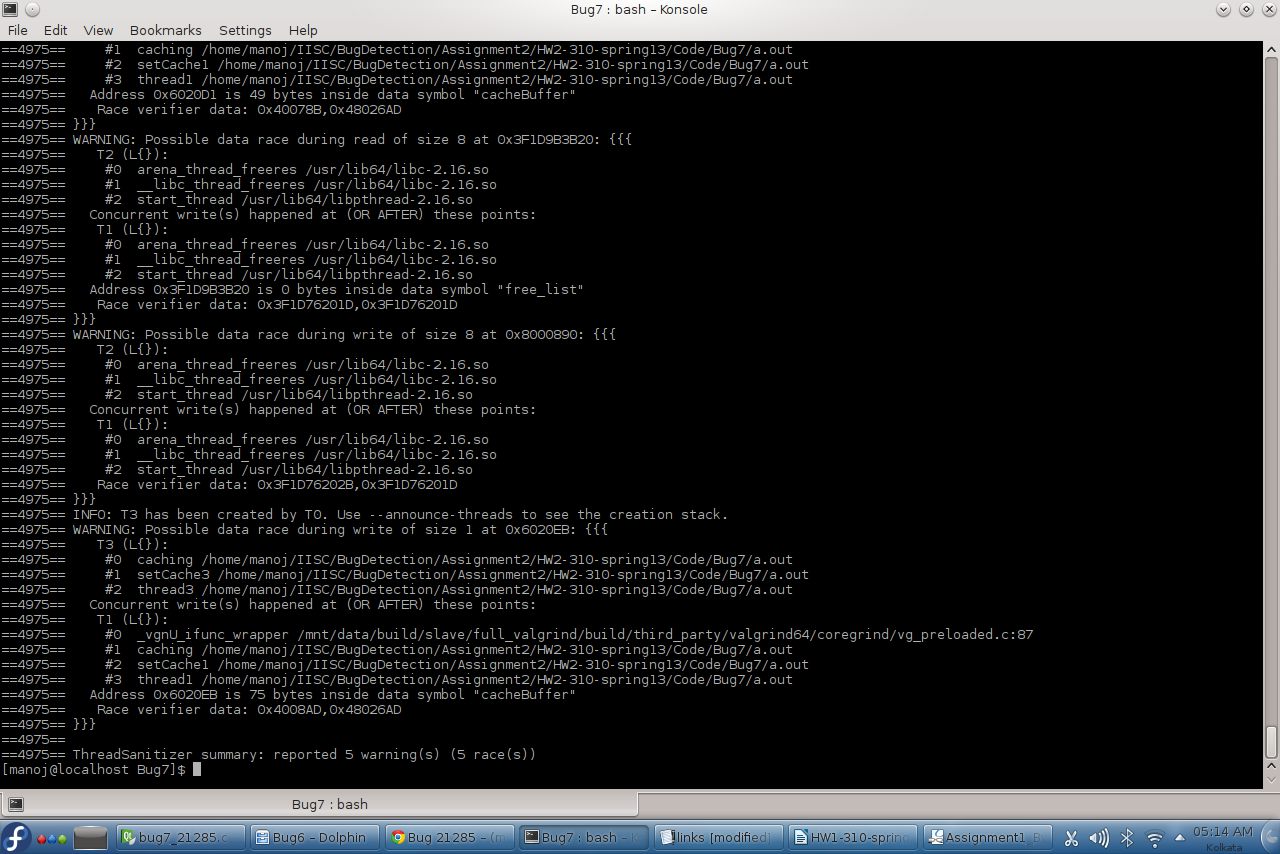 Bug7 : bash – Konsole
File Edit View Bookmarks Settings Help
==4975==     #1  caching /home/manoj/IISC/BugDetection/Assignment2/HW2-310-spring13/Code/Bug7/a.out
==4975==     #2  setCache1 /home/manoj/IISC/BugDetection/Assignment2/HW2-310-spring13/Code/Bug7/a.out
==4975==     #3  thread1 /home/manoj/IISC/BugDetection/Assignment2/HW2-310-spring13/Code/Bug7/a.out
==4975==   Address 0x6020D1 is 49 bytes inside data symbol "cacheBuffer"
==4975==    Race verifier data: 0x40078B,0x48026AD
==4975== }}}
==4975== WARNING: Possible data race during read of size 8 at 0x3F1D9B3B20: {{{
==4975==    T2 (L{}):
==4975==     #0  arena_thread_freeres /usr/lib64/libc-2.16.so
==4975==     #1  __libc_thread_freeres /usr/lib64/libc-2.16.so
==4975==     #2  start_thread /usr/lib64/libpthread-2.16.so
==4975==   Concurrent write(s) happened at (OR AFTER) these points:
==4975==    T1 (L{}):
==4975==     #0  arena_thread_freeres /usr/lib64/libc-2.16.so
==4975==     #1  __libc_thread_freeres /usr/lib64/libc-2.16.so
==4975==     #2  start_thread /usr/lib64/libpthread-2.16.so
==4975==   Address 0x3F1D9B3B20 is 0 bytes inside data symbol "free_list"
==4975==    Race verifier data: 0x3F1D76201D,0x3F1D76201D
==4975== }}}
==4975== WARNING: Possible data race during write of size 8 at 0x8000890: {{{
==4975==    T2 (L{}):
==4975==     #0  arena_thread_freeres /usr/lib64/libc-2.16.so
==4975==     #1  __libc_thread_freeres /usr/lib64/libc-2.16.so
==4975==     #2  start_thread /usr/lib64/libpthread-2.16.so
==4975==   Concurrent write(s) happened at (OR AFTER) these points:
==4975==    T1 (L{}):
==4975==     #0  arena_thread_freeres /usr/lib64/libc-2.16.so
==4975==     #1  __libc_thread_freeres /usr/lib64/libc-2.16.so
==4975==     #2  start_thread /usr/lib64/libpthread-2.16.so
==4975==    Race verifier data: 0x3F1D76202B,0x3F1D76201D
==4975== }}}
==4975== INFO: T3 has been created by T0. Use --announce-threads to see the creation stack.
==4975== WARNING: Possible data race during write of size 1 at 0x6020EB: {{{
==4975==    T3 (L{}):
==4975==     #0  caching /home/manoj/IISC/BugDetection/Assignment2/HW2-310-spring13/Code/Bug7/a.out
==4975==     #1  setCache3 /home/manoj/IISC/BugDetection/Assignment2/HW2-310-spring13/Code/Bug7/a.out
==4975==     #2  thread3 /home/manoj/IISC/BugDetection/Assignment2/HW2-310-spring13/Code/Bug7/a.out
==4975==   Concurrent write(s) happened at (OR AFTER) these points:
==4975==    T1 (L{}):
==4975==     #0  _vgnU_ifunc_wrapper /mnt/data/build/slave/full_valgrind/build/third_party/valgrind64/coregrind/vg_preloaded.c:87
==4975==     #1  caching /home/manoj/IISC/BugDetection/Assignment2/HW2-310-spring13/Code/Bug7/a.out
==4975==     #2  setCache1 /home/manoj/IISC/BugDetection/Assignment2/HW2-310-spring13/Code/Bug7/a.out
==4975==     #3  thread1 /home/manoj/IISC/BugDetection/Assignment2/HW2-310-spring13/Code/Bug7/a.out
==4975==   Address 0x6020EB is 75 bytes inside data symbol "cacheBuffer"
==4975==    Race verifier data: 0x4008AD,0x48026AD
==4975== }}}
==4975==
==4975== ThreadSanitizer summary: reported 5 warning(s) (5 race(s))
[manoj@localhost Bug7]$
Bug7 : bash
bug7_21285.c Bug6 – Dolphin Bug 21285 – (m Bug7 : bash – K links [modified] HW1-310-spring Assignment1_B 05:14 AM
Kolkata